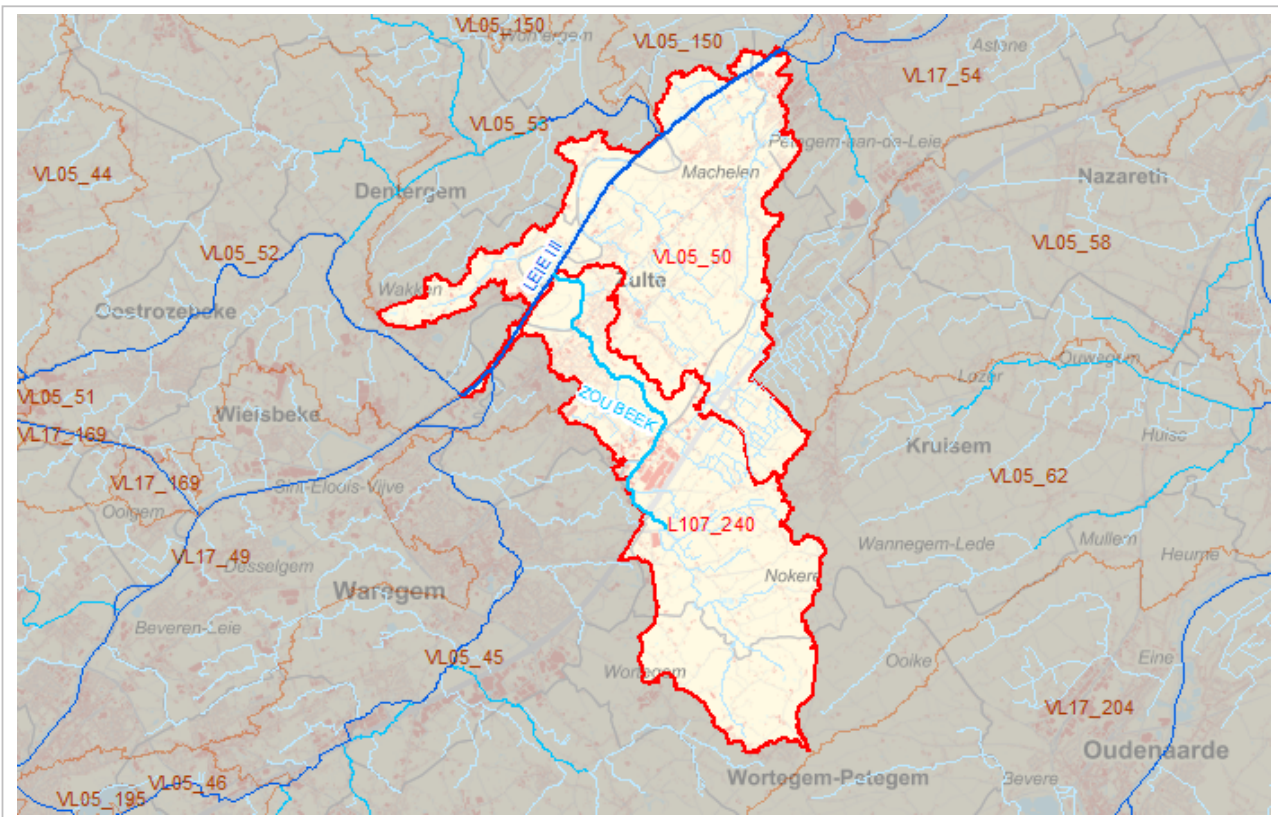 VL05_150
Wontergem
VL05_150
Astene
VL17_54
VL05_53
Petegem-aan-de-Leie
VL05_44
Machelen
Nazareth
Dentergem
VL05_52
VL05_50
VL05_58
LEIE III
Zulte
Wakken
Oostrozebeke
Ouwegem
Lozer
VL05_51
ZOUBEEK
Wielsbeke
VL17_169
Huise
Kruisem
VL17_169
VL05_62
Sint-Eloois-Vijve
Ooigem
L107_240
Mullem
Wannegem-Lede
VL17_49
Heurne
Desselgem
Nokere
Waregem
Beveren-Leie
VL05_45
Ooike
Eine
Wortegem
VL17_204
Oudenaarde
Wortegem-Petegem
Bevere
VL05_46
VL05_195